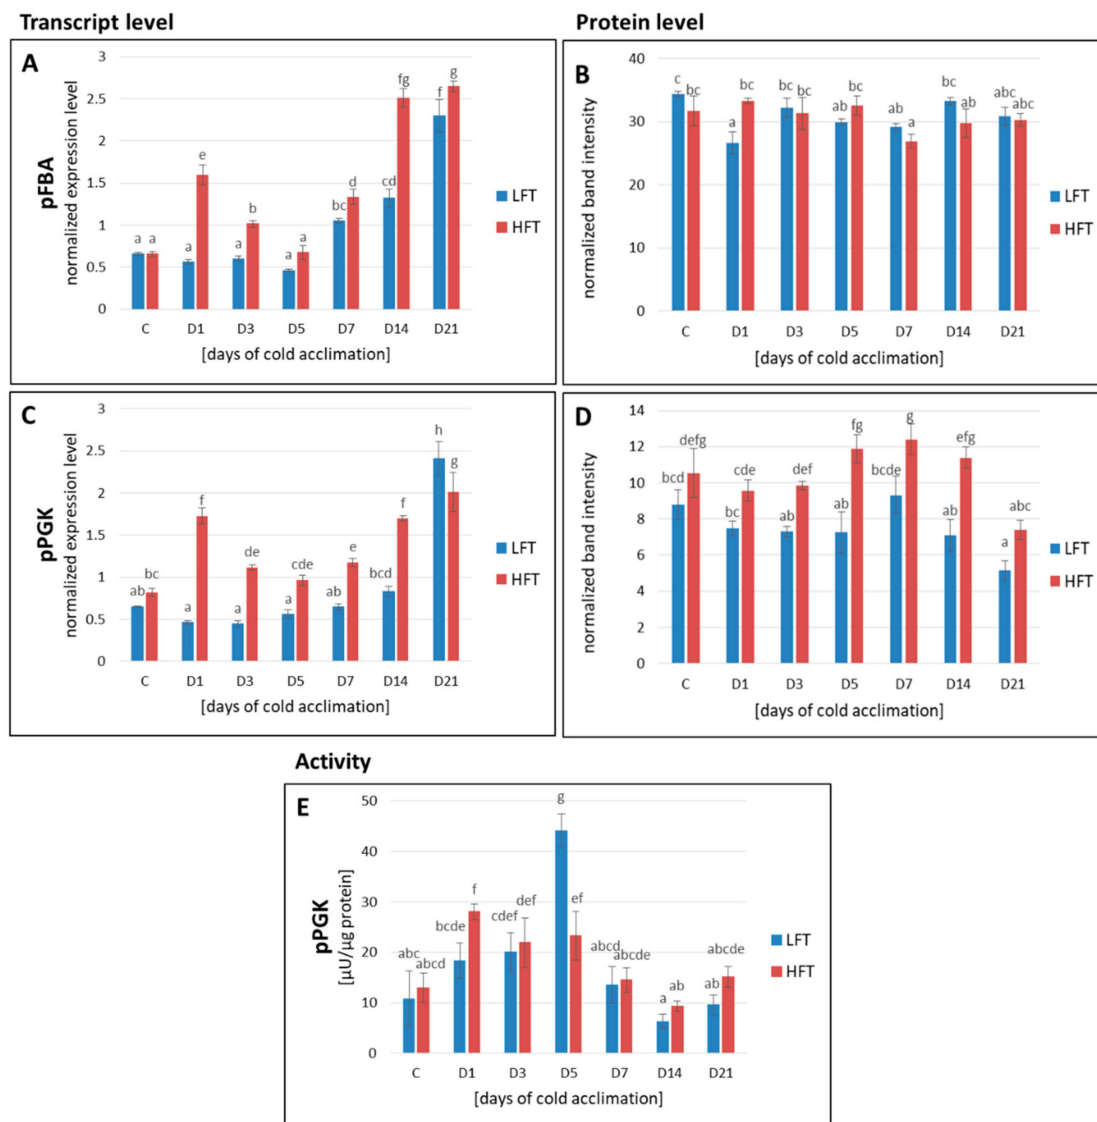 Transcript level
Protein level
A
pFBA
normalized expression level
3
2.5
2
1.5
1
0.5
0
a a
a e
a b
a a
bc d
cd fg
f g
C D1 D3 D5 D7 D14 D21
[days of cold acclimation]
LFT
HFT
B
normalized band intensity
40
30
20
10
0
c bc
a bc
bc bc
ab bc
ab a
bc ab
abc abc
C D1 D3 D5 D7 D14 D21
[days of cold acclimation]
LFT
HFT
C
pPGK
normalized expression level
3
2.5
2
1.5
1
0.5
0
ab bc
a f
a de
a cde
ab e
bcd f
h g
C D1 D3 D5 D7 D14 D21
[days of cold acclimation]
LFT
HFT
D
normalized band intensity
14
12
10
8
6
4
2
0
bcd defg
bc cde
ab def
ab fg
bcde g
ab efg
a abc
C D1 D3 D5 D7 D14 D21
[days of cold acclimation]
LFT
HFT
Activity
E
pPGK
[µU/µg protein]
50
40
30
20
10
0
abc abcd
bcde f
cdef def
g ef
abcd abcde
a ab
ab abcde
C D1 D3 D5 D7 D14 D21
[days of cold acclimation]
LFT
HFT